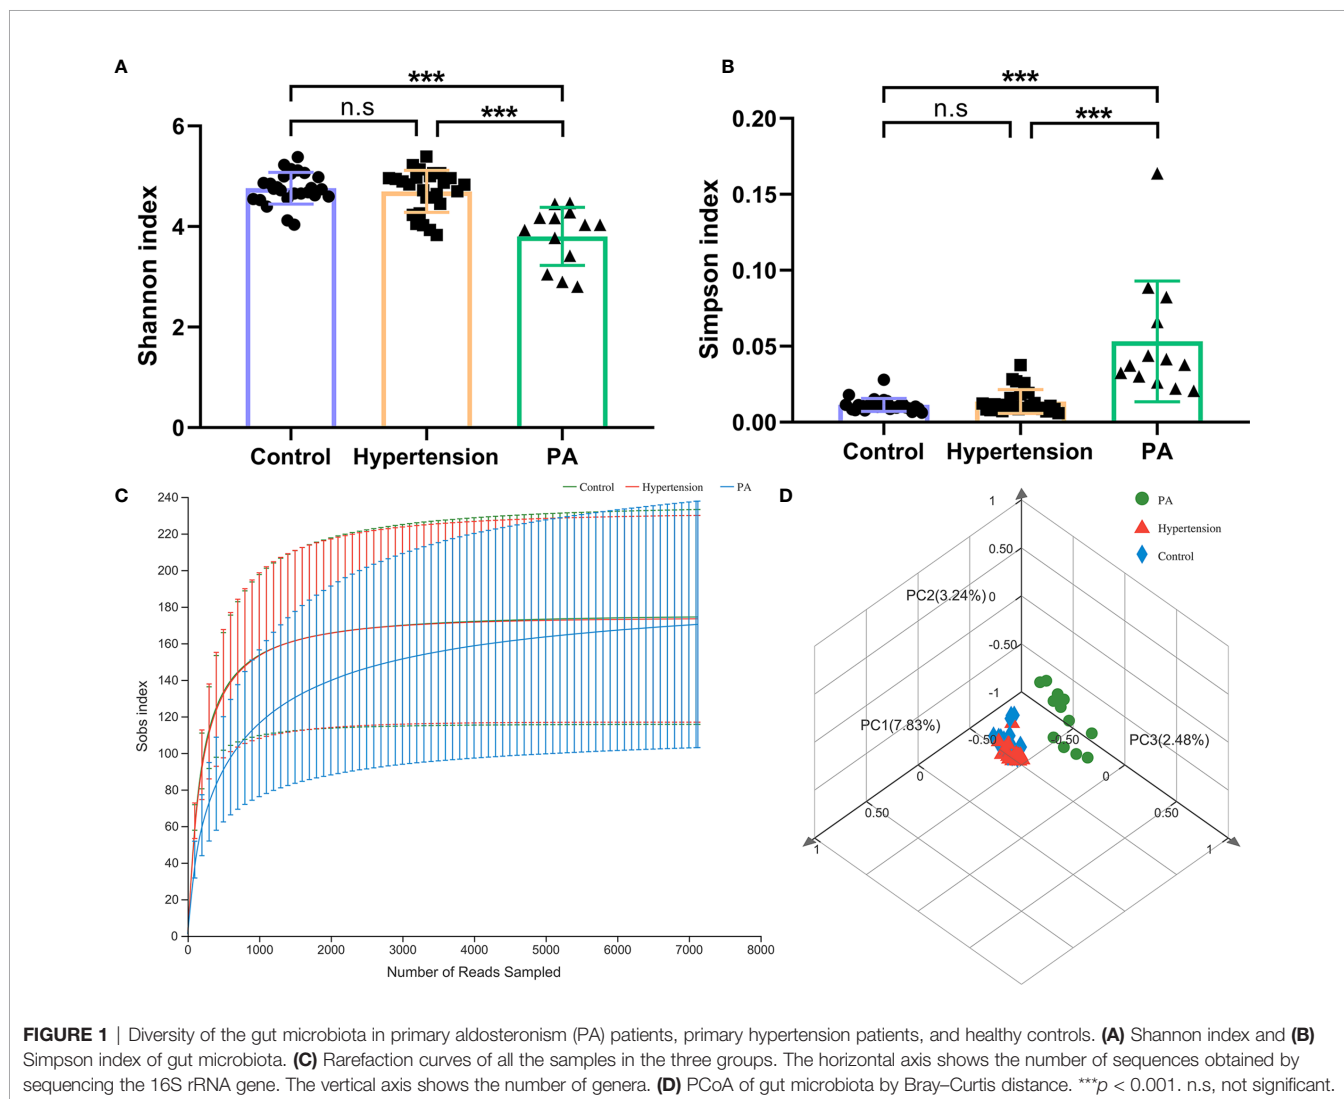 A
***
n.s
***
6
4
2
0
Shannon index
Control
Hypertension
PA
B
***
n.s
***
0.20
0.15
0.10
0.05
0.00
Simpson index
Control
Hypertension
PA
C
Control
Hypertension
PA
240
220
200
180
160
140
120
100
80
60
40
20
0
Sobs index
0
1000
2000
3000
4000
5000
6000
7000
8000
Number of Reads Sampled
D
PA
Hypertension
Control
1
0.50
0
-0.50
-1
PC2(3.24%)
PC1(7.83%)
PC3(2.48%)
-0.50
-0.50
0
0
0.50
0.50
1
1
FIGURE 1 | Diversity of the gut microbiota in primary aldosteronism (PA) patients, primary hypertension patients, and healthy controls. (A) Shannon index and (B)
Simpson index of gut microbiota. (C) Rarefaction curves of all the samples in the three groups. The horizontal axis shows the number of sequences obtained by
sequencing the 16S rRNA gene. The vertical axis shows the number of genera. (D) PCoA of gut microbiota by Bray–Curtis distance. ***p < 0.001. n.s, not significant.